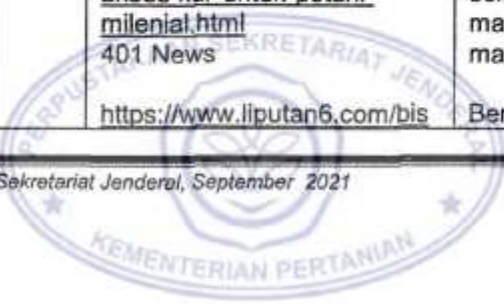 milenial.html
401 News
https://www.liputan6.com/bis
ma
ma
Ber
Sekretariat Jenderal, September 2021
PERPUSTAKAAN SEKRETARIAT JENDERAL
KEMENTERIAN PERTANIAN